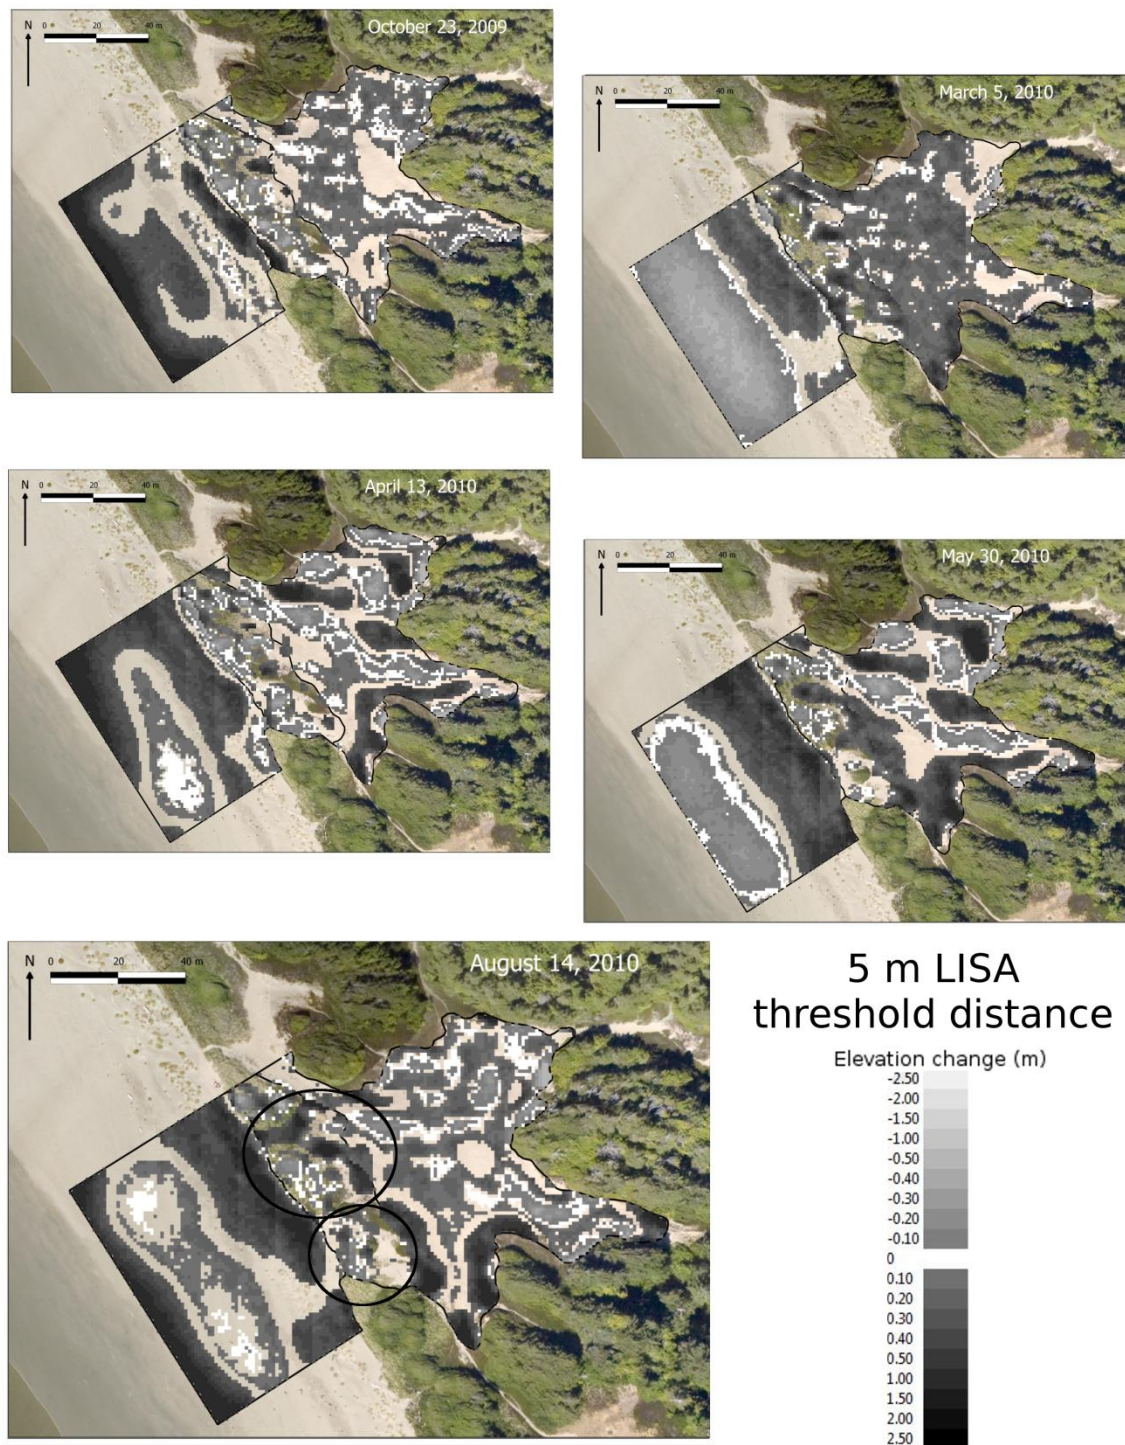 October 23, 2009
N
0 20 40 m
March 5, 2010
N
0 20 40 m
April 13, 2010
N
0 20 40 m
May 30, 2010
N
0 20 40 m
August 14, 2010
N
0 20 40 m
5 m LISA
threshold distance
Elevation change (m)
-2.50
-2.00
-1.50
-1.00
-0.50
-0.40
-0.30
-0.20
-0.10
0
0.10
0.20
0.30
0.40
0.50
1.00
1.50
2.00
2.50